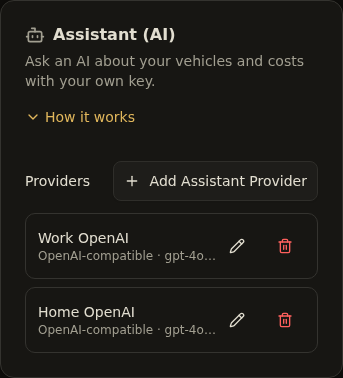 Assistant (AI)
Ask an AI about your vehicles and costs
with your own key.
How it works
Providers
Add Assistant Provider
Work OpenAI
OpenAI-compatible · gpt-4o...
Home OpenAI
OpenAI-compatible · gpt-4o...